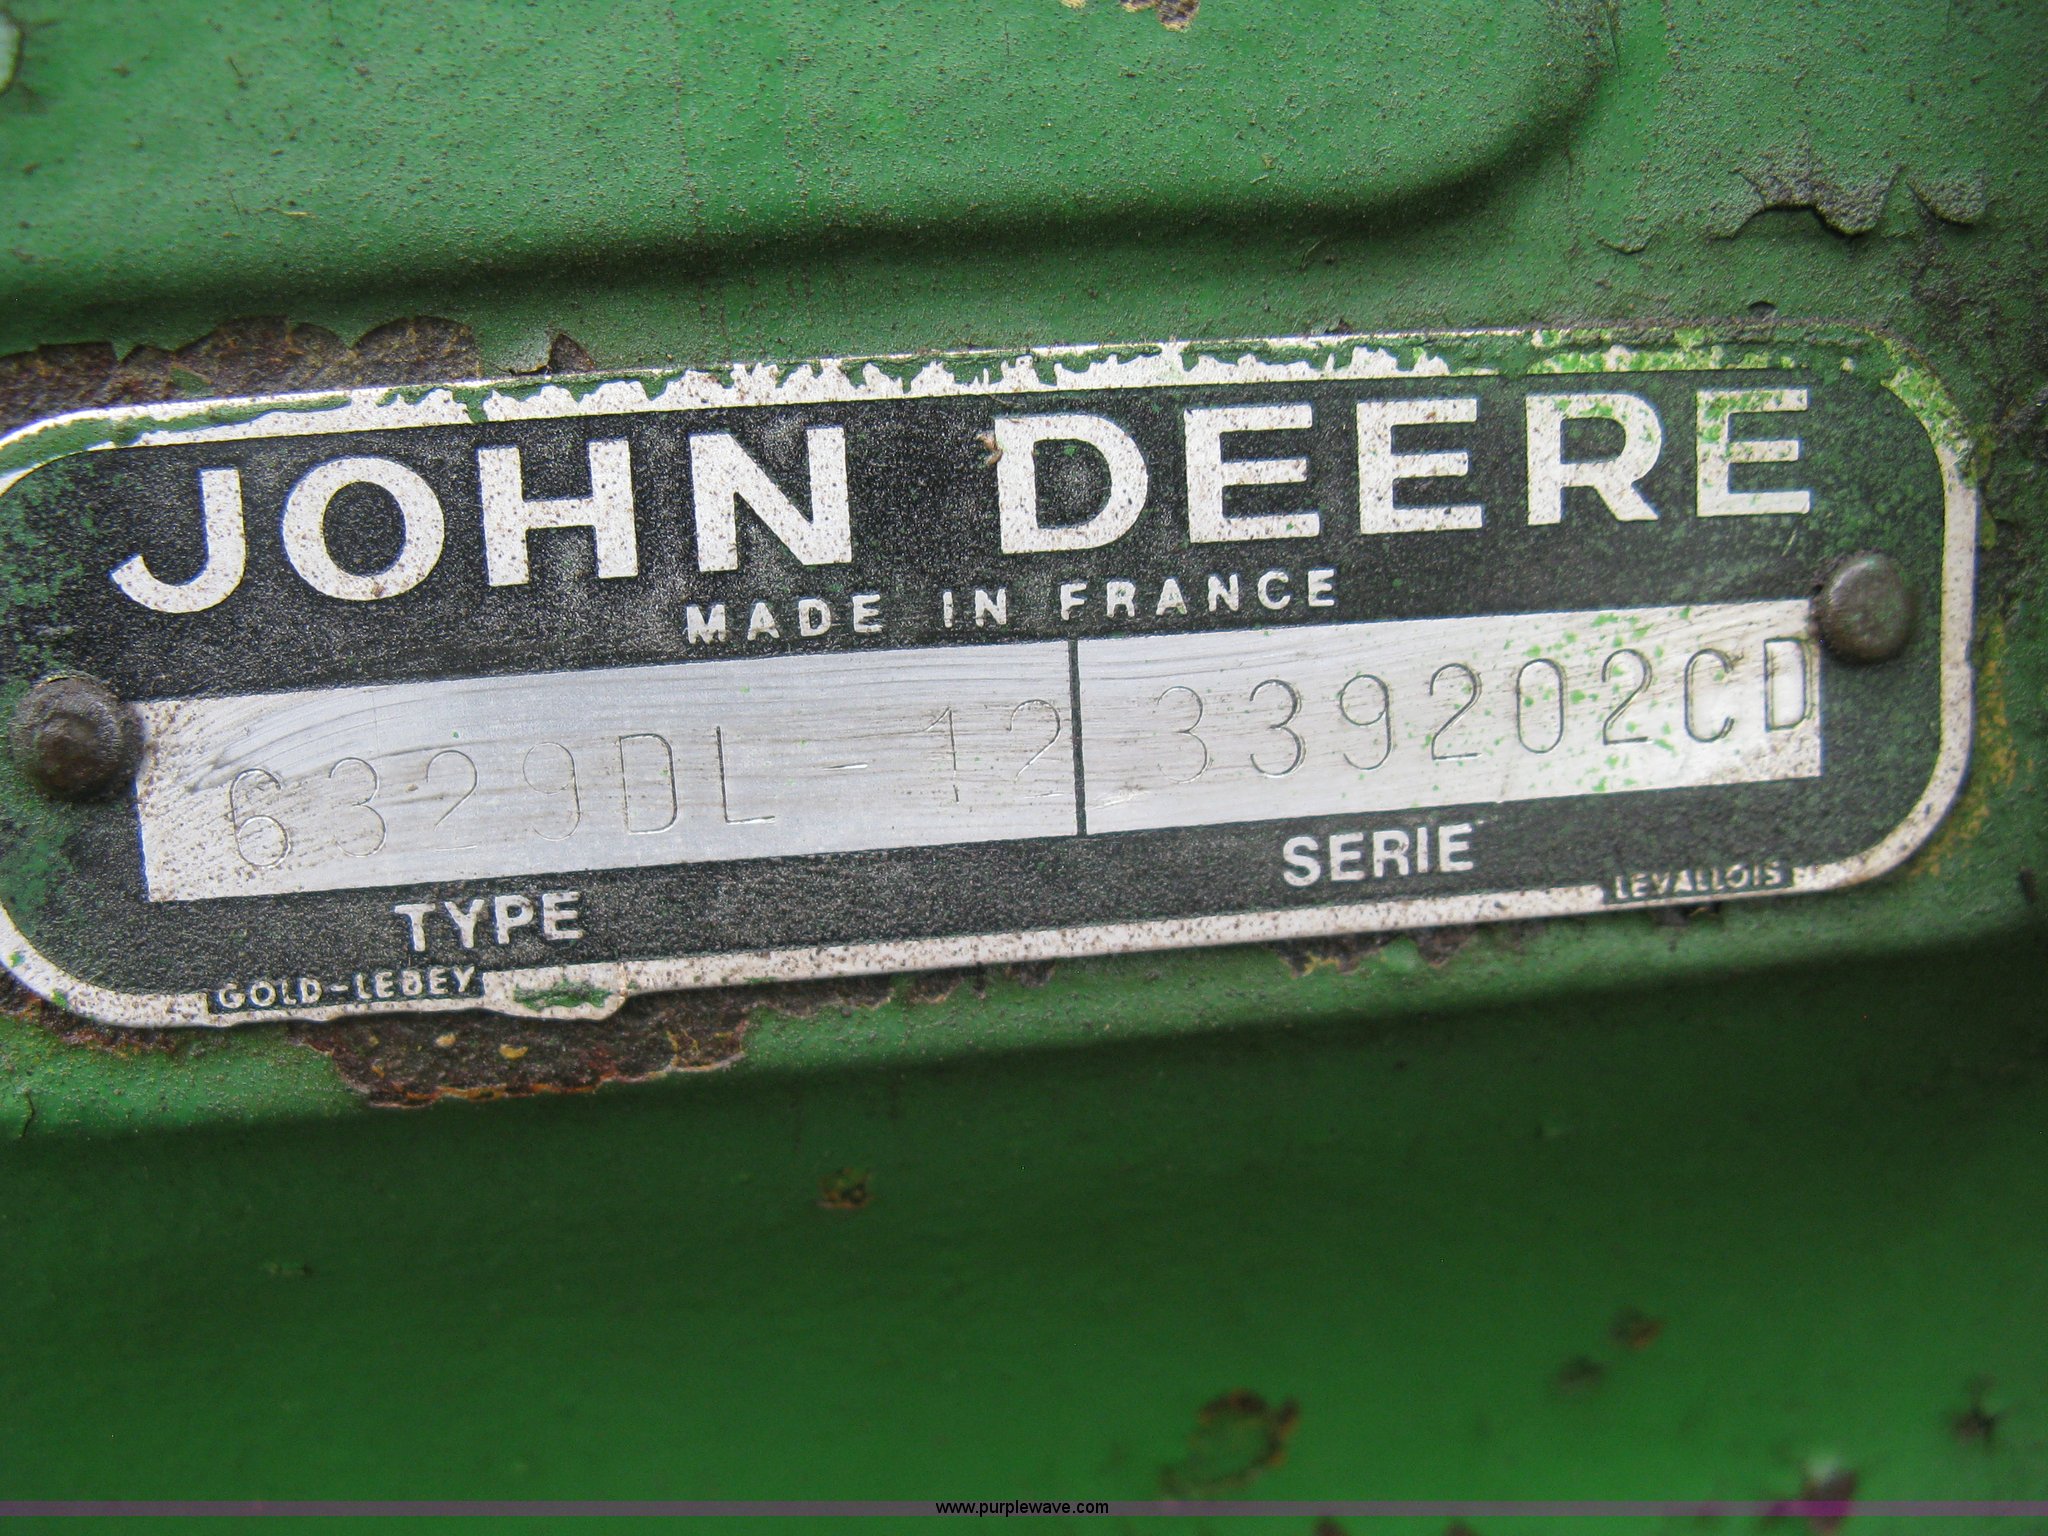 JOHN DEERE
MADE IN FRANCE
6329DL-12 339202CD
TYPE SERIE
GOLD-LEBEY LEVALLOIS
www.purplewave.com